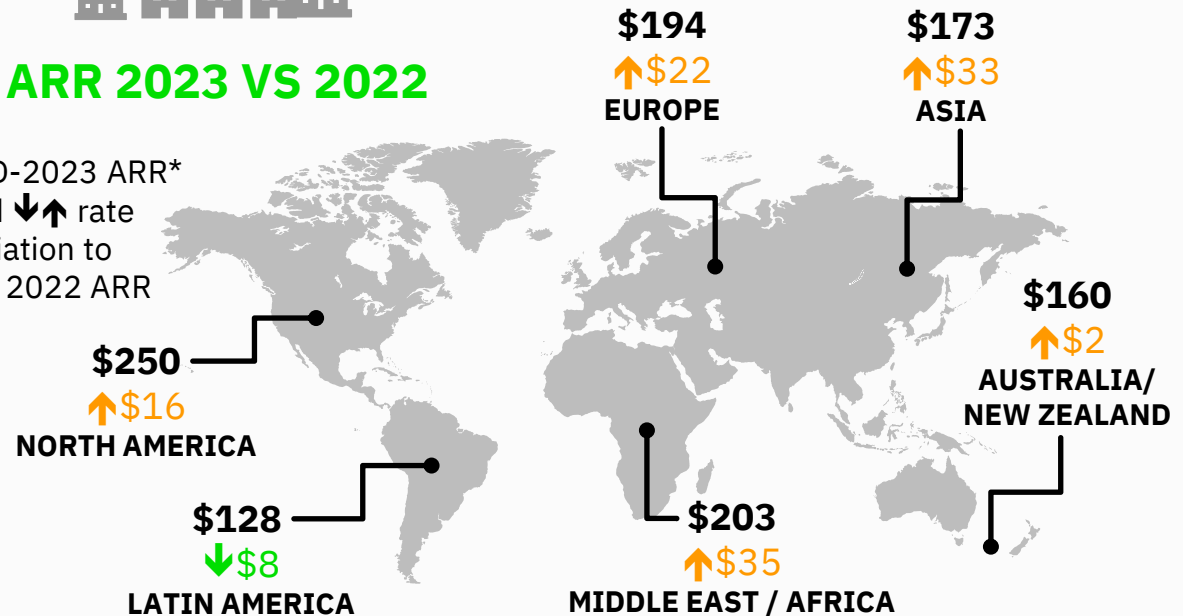 ARR 2023 VS 2022
-2023 ARR*
↓↑ rate
iation to
2022 ARR
$194
↑$22
EUROPE
$173
↑$33
ASIA
$160
↑$2
AUSTRALIA/
NEW ZEALAND
$250
↑$16
NORTH AMERICA
$128
↓$8
LATIN AMERICA
$203
↑$35
MIDDLE EAST / AFRICA